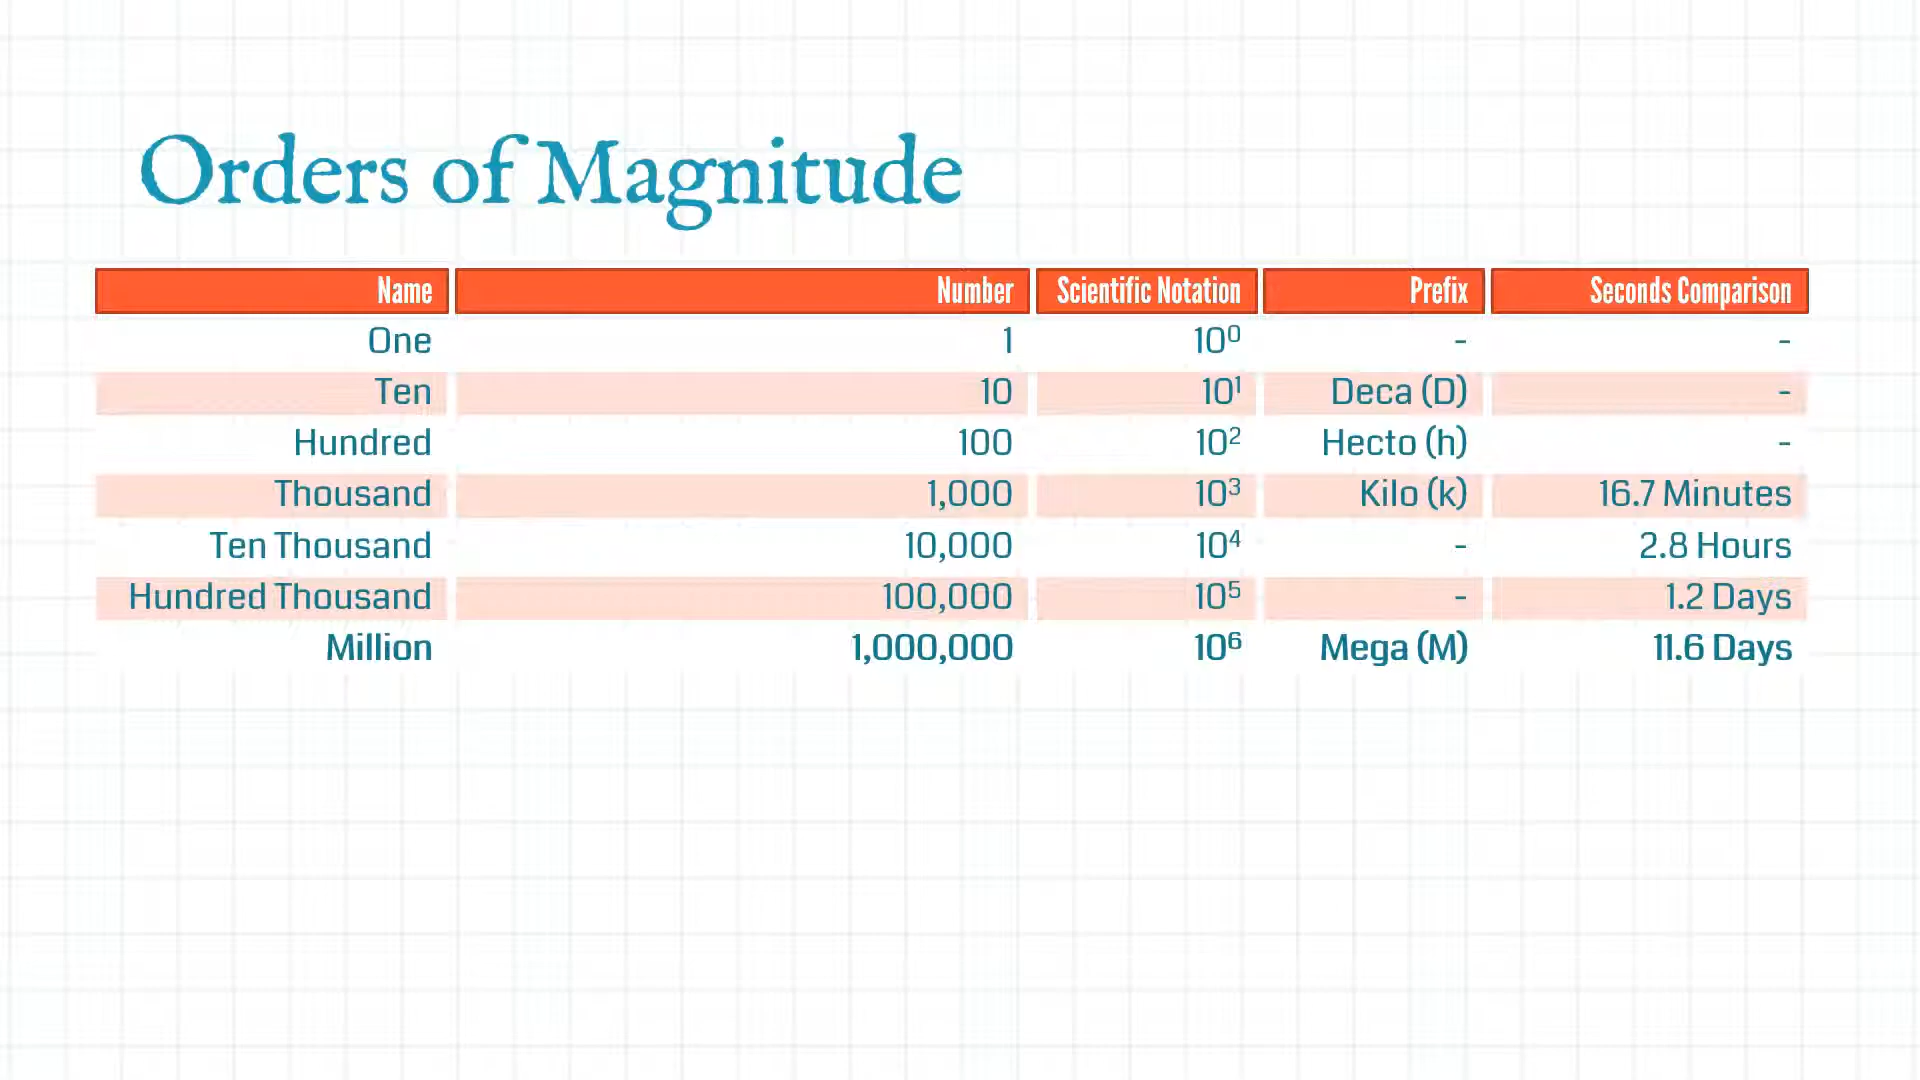 Orders of Magnitude
Name Number Scientific Notation Prefix Seconds Comparison
One 1 10⁰ - -
Ten 10 10¹ Deca (D) -
Hundred 100 10² Hecto (h) -
Thousand 1,000 10³ Kilo (k) 16.7 Minutes
Ten Thousand 10,000 10⁴ - 2.8 Hours
Hundred Thousand 100,000 10⁵ - 1.2 Days
Million 1,000,000 10⁶ Mega (M) 11.6 Days